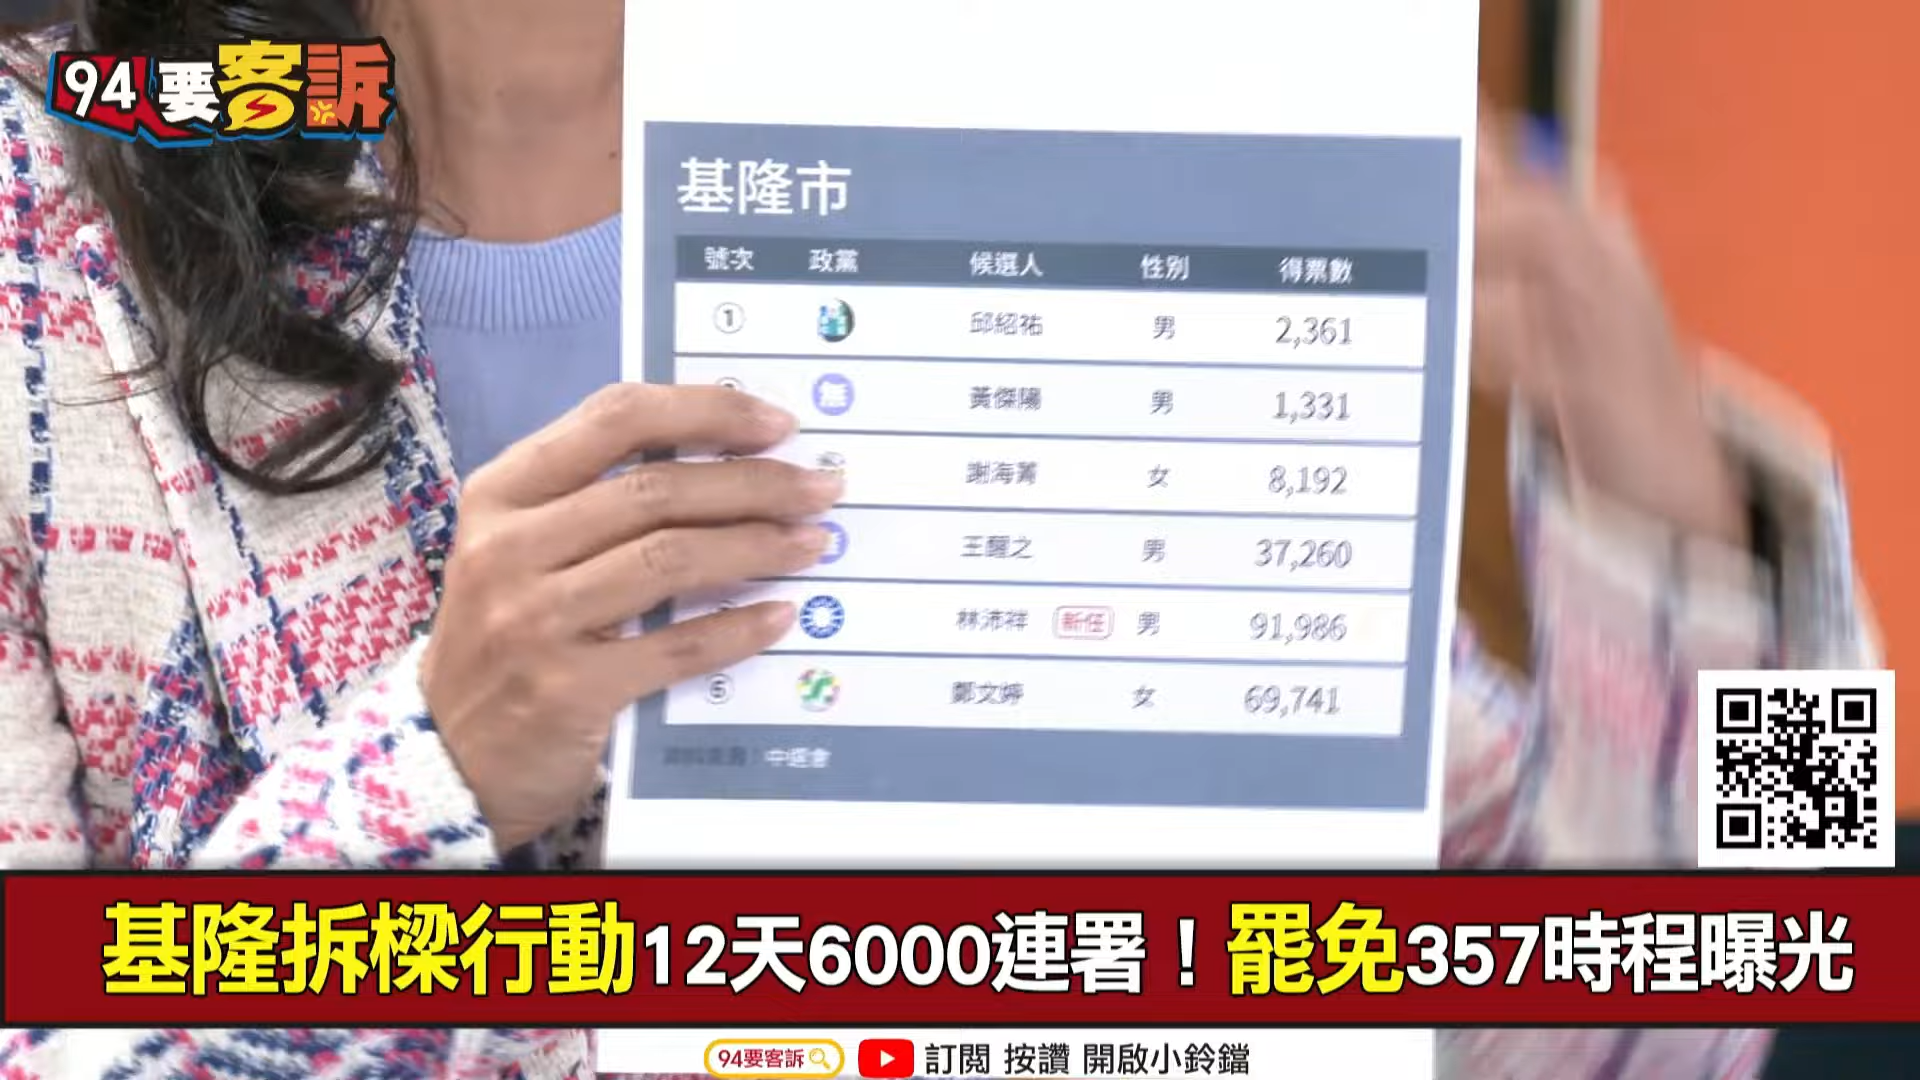 94要客訴
基隆市
號次 政黨 候選人 性別 得票數
1 邱紹祐 男 2,361
無 黃傑陽 男 1,331
謝海菁 女 8,192
王醒之 男 37,260
林沛祥 新任 男 91,986
鄭文婷 女 69,741
中選會
基隆拆樑行動12天6000連署！罷免357時程曝光
94要客訴 訂閱 按讚 開啟小鈴鐺